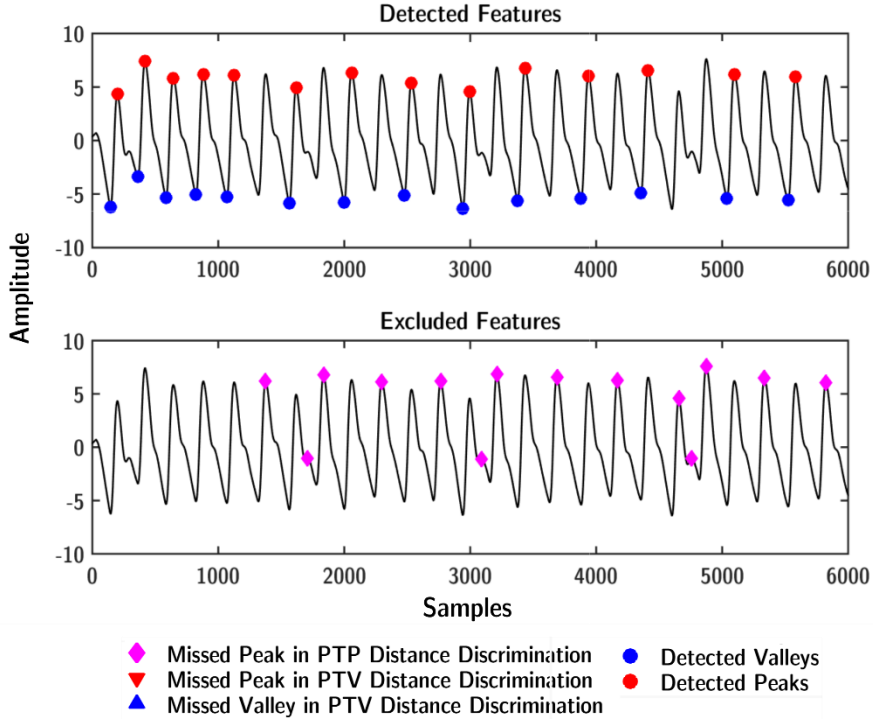 Detected Features
10
5
0
-5
-10
0 1000 2000 3000 4000 5000 6000
Amplitude
Excluded Features
10
5
0
-5
-10
0 1000 2000 3000 4000 5000 6000
Samples
Missed Peak in PTP Distance Discrimination
Missed Peak in PTV Distance Discrimination
Missed Valley in PTV Distance Discrimination
Detected Valleys
Detected Peaks